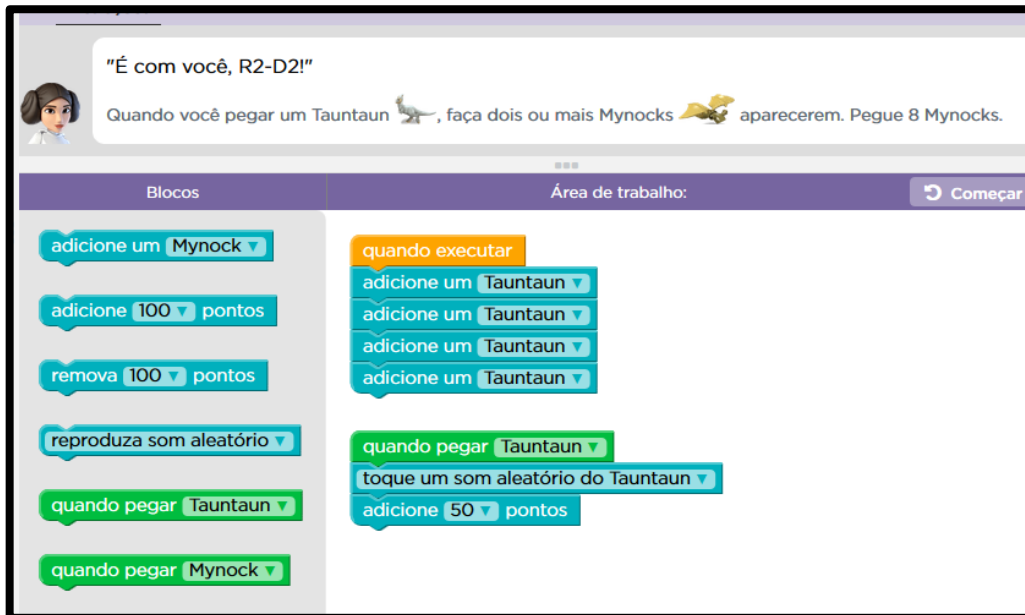 "É com você, R2-D2!"
Quando você pegar um Tauntaun , faça dois ou mais Mynocks aparecerem. Pegue 8 Mynocks.
Blocos
Área de trabalho:
Começar
adicione um Mynock
adicione 100 pontos
remova 100 pontos
reproduza som aleatório
quando pegar Tauntaun
quando pegar Mynock
quando executar
adicione um Tauntaun
adicione um Tauntaun
adicione um Tauntaun
adicione um Tauntaun
quando pegar Tauntaun
toque um som aleatório do Tauntaun
adicione 50 pontos